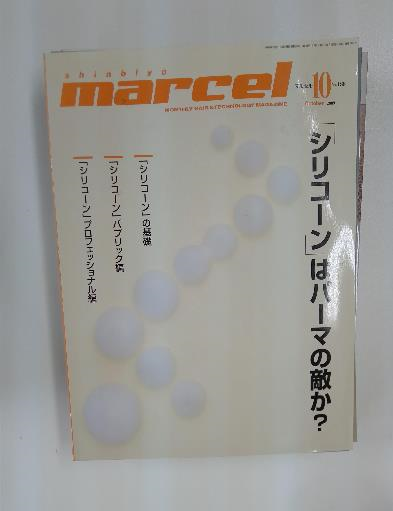 shinbiyo
marcel
MONTHLY HAIR & TECHNOLOGY MAGAZINE
10
October
「シリコーン」はパーマの敵か?
「シリコーン」の基礎
「シリコーン」パブリック編
「シリコーン」プロフェッショナル編